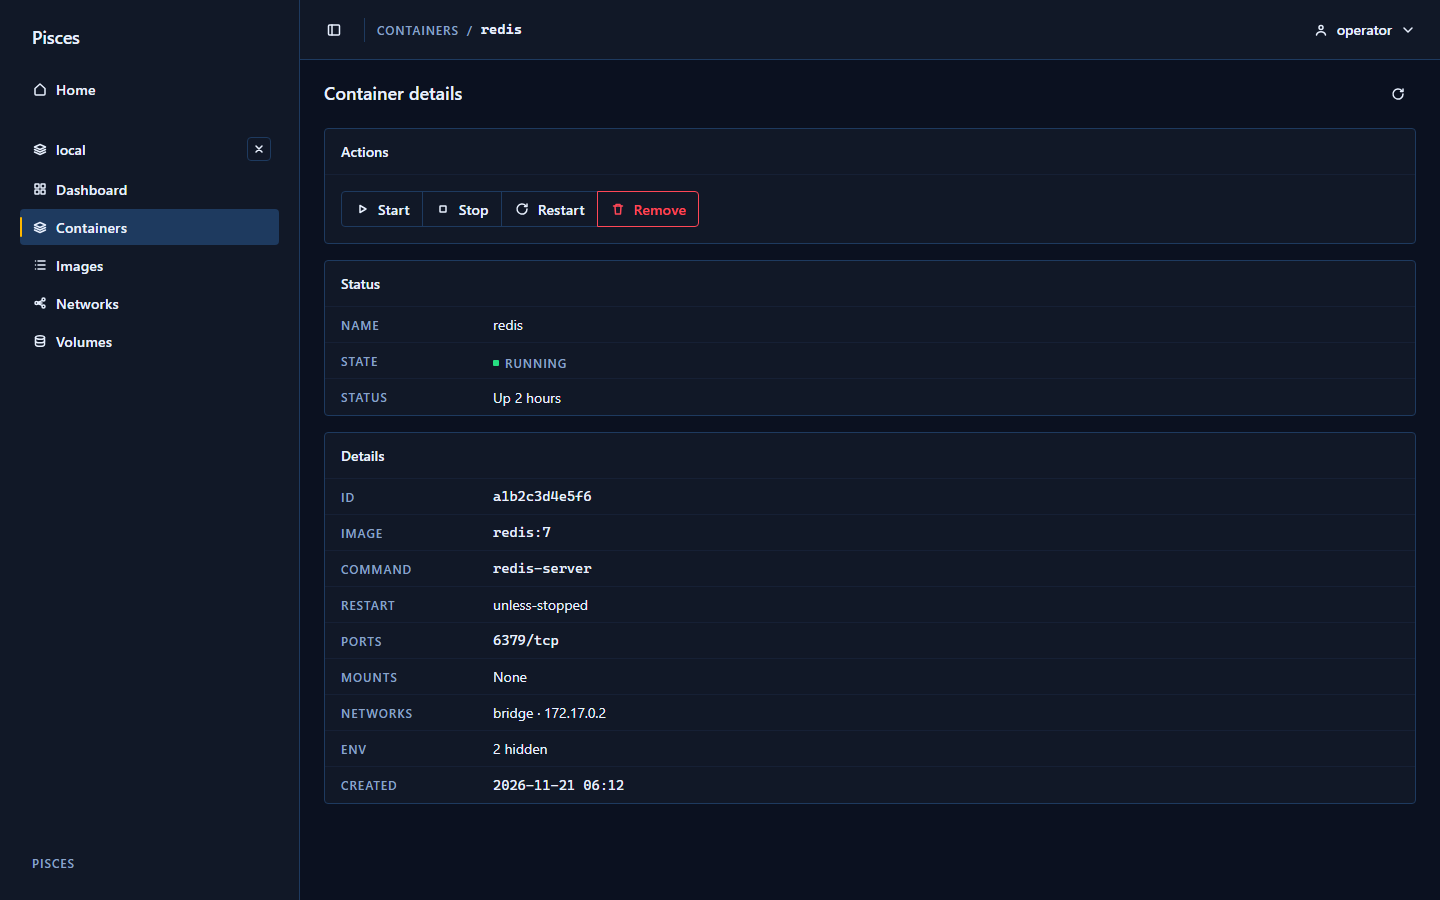 Pisces
Home
local
Dashboard
Containers
Images
Networks
Volumes
PISCES
CONTAINERS / redis
operator
Container details
Actions
Start Stop Restart Remove
Status
NAME redis
STATE RUNNING
STATUS Up 2 hours
Details
ID a1b2c3d4e5f6
IMAGE redis:7
COMMAND redis-server
RESTART unless-stopped
PORTS 6379/tcp
MOUNTS None
NETWORKS bridge · 172.17.0.2
ENV 2 hidden
CREATED 2026-11-21 06:12